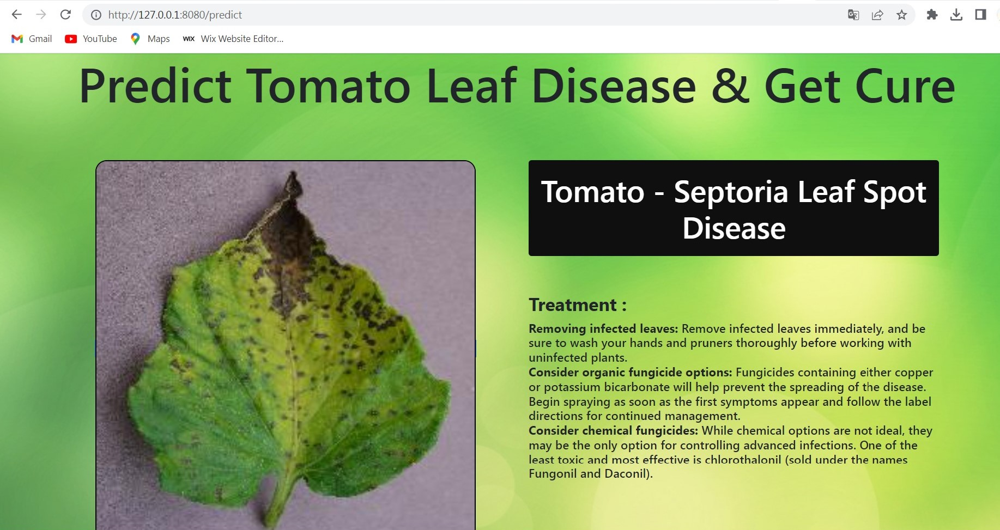 http://127.0.0.1:8080/predict
Gmail YouTube Maps WIX Wix Website Editor...
Predict Tomato Leaf Disease & Get Cure
Tomato - Septoria Leaf Spot
Disease
Treatment :
Removing infected leaves: Remove infected leaves immediately, and be
sure to wash your hands and pruners thoroughly before working with
uninfected plants.
Consider organic fungicide options: Fungicides containing either copper
or potassium bicarbonate will help prevent the spreading of the disease.
Begin spraying as soon as the first symptoms appear and follow the label
directions for continued management.
Consider chemical fungicides: While chemical options are not ideal, they
may be the only option for controlling advanced infections. One of the
least toxic and most effective is chlorothalonil (sold under the names
Fungonil and Daconil).